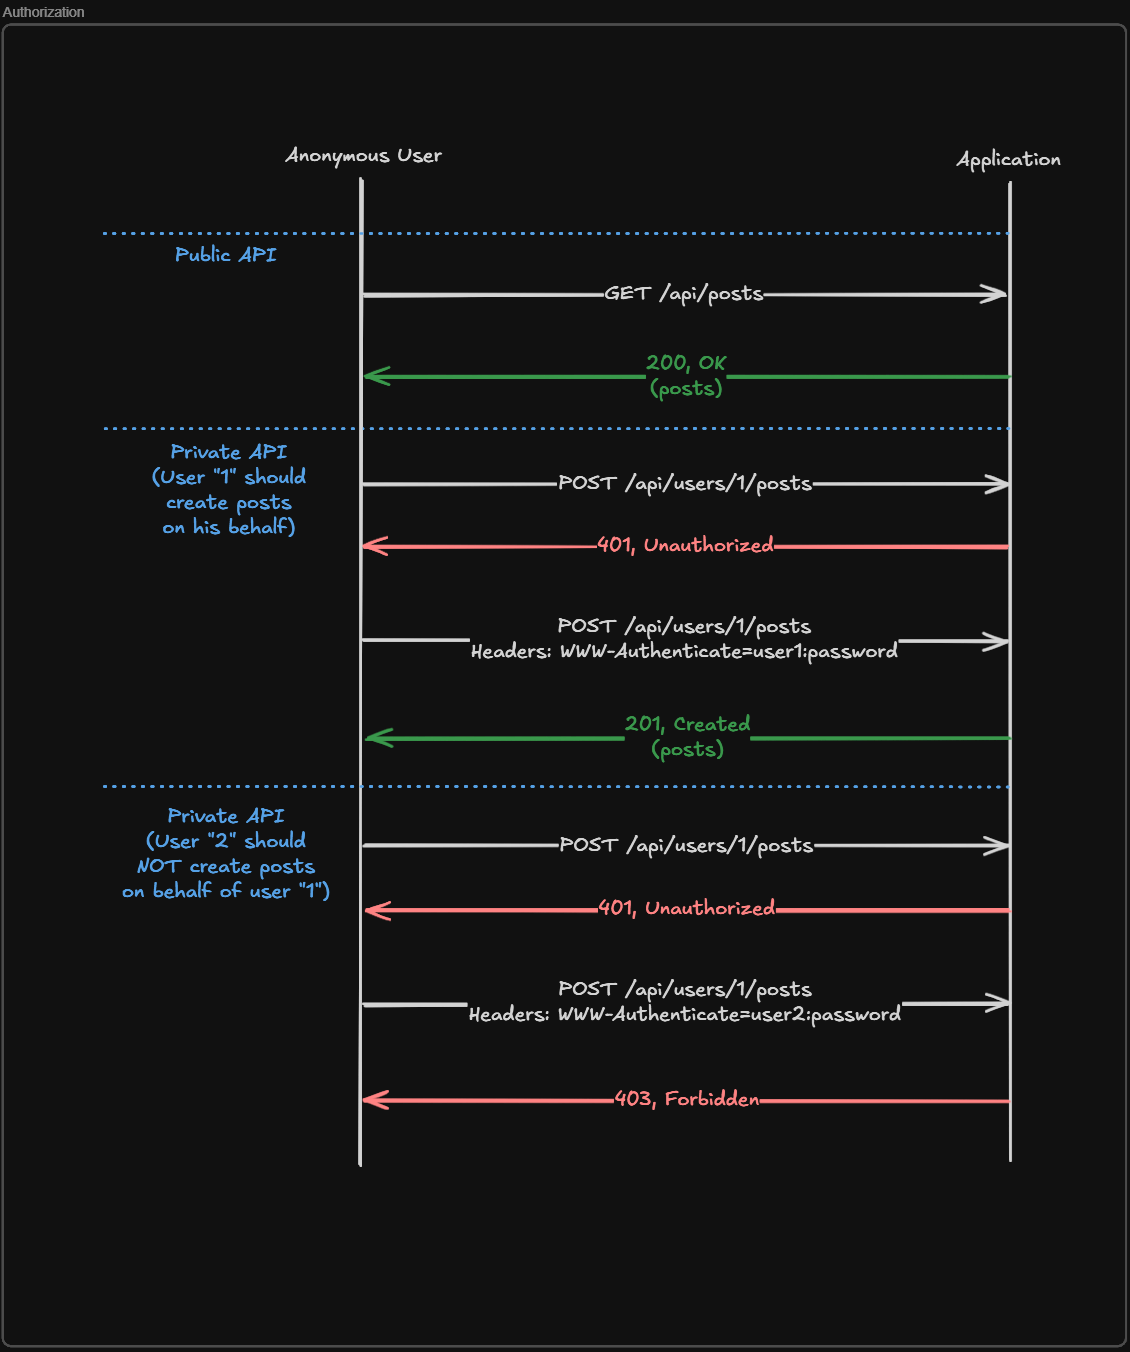 Authorization
Anonymous User
Application
Public API
GET /api/posts
200, OK
(posts)
Private API
(User "1" should
create posts
on his behalf)
POST /api/users/1/posts
401, Unauthorized
POST /api/users/1/posts
Headers: WWW-Authenticate=user1:password
201, Created
(posts)
Private API
(User "2" should
NOT create posts
on behalf of user "1")
POST /api/users/1/posts
401, Unauthorized
POST /api/users/1/posts
Headers: WWW-Authenticate=user2:password
403, Forbidden